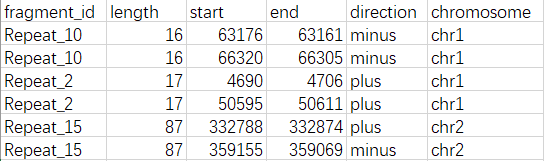 fragment_id length start end direction chromosome
Repeat_10 16 63176 63161 minus chr1
Repeat_10 16 66320 66305 minus chr1
Repeat_2 17 4690 4706 plus chr1
Repeat_2 17 50595 50611 plus chr1
Repeat_15 87 332788 332874 plus chr2
Repeat_15 87 359155 359069 minus chr2